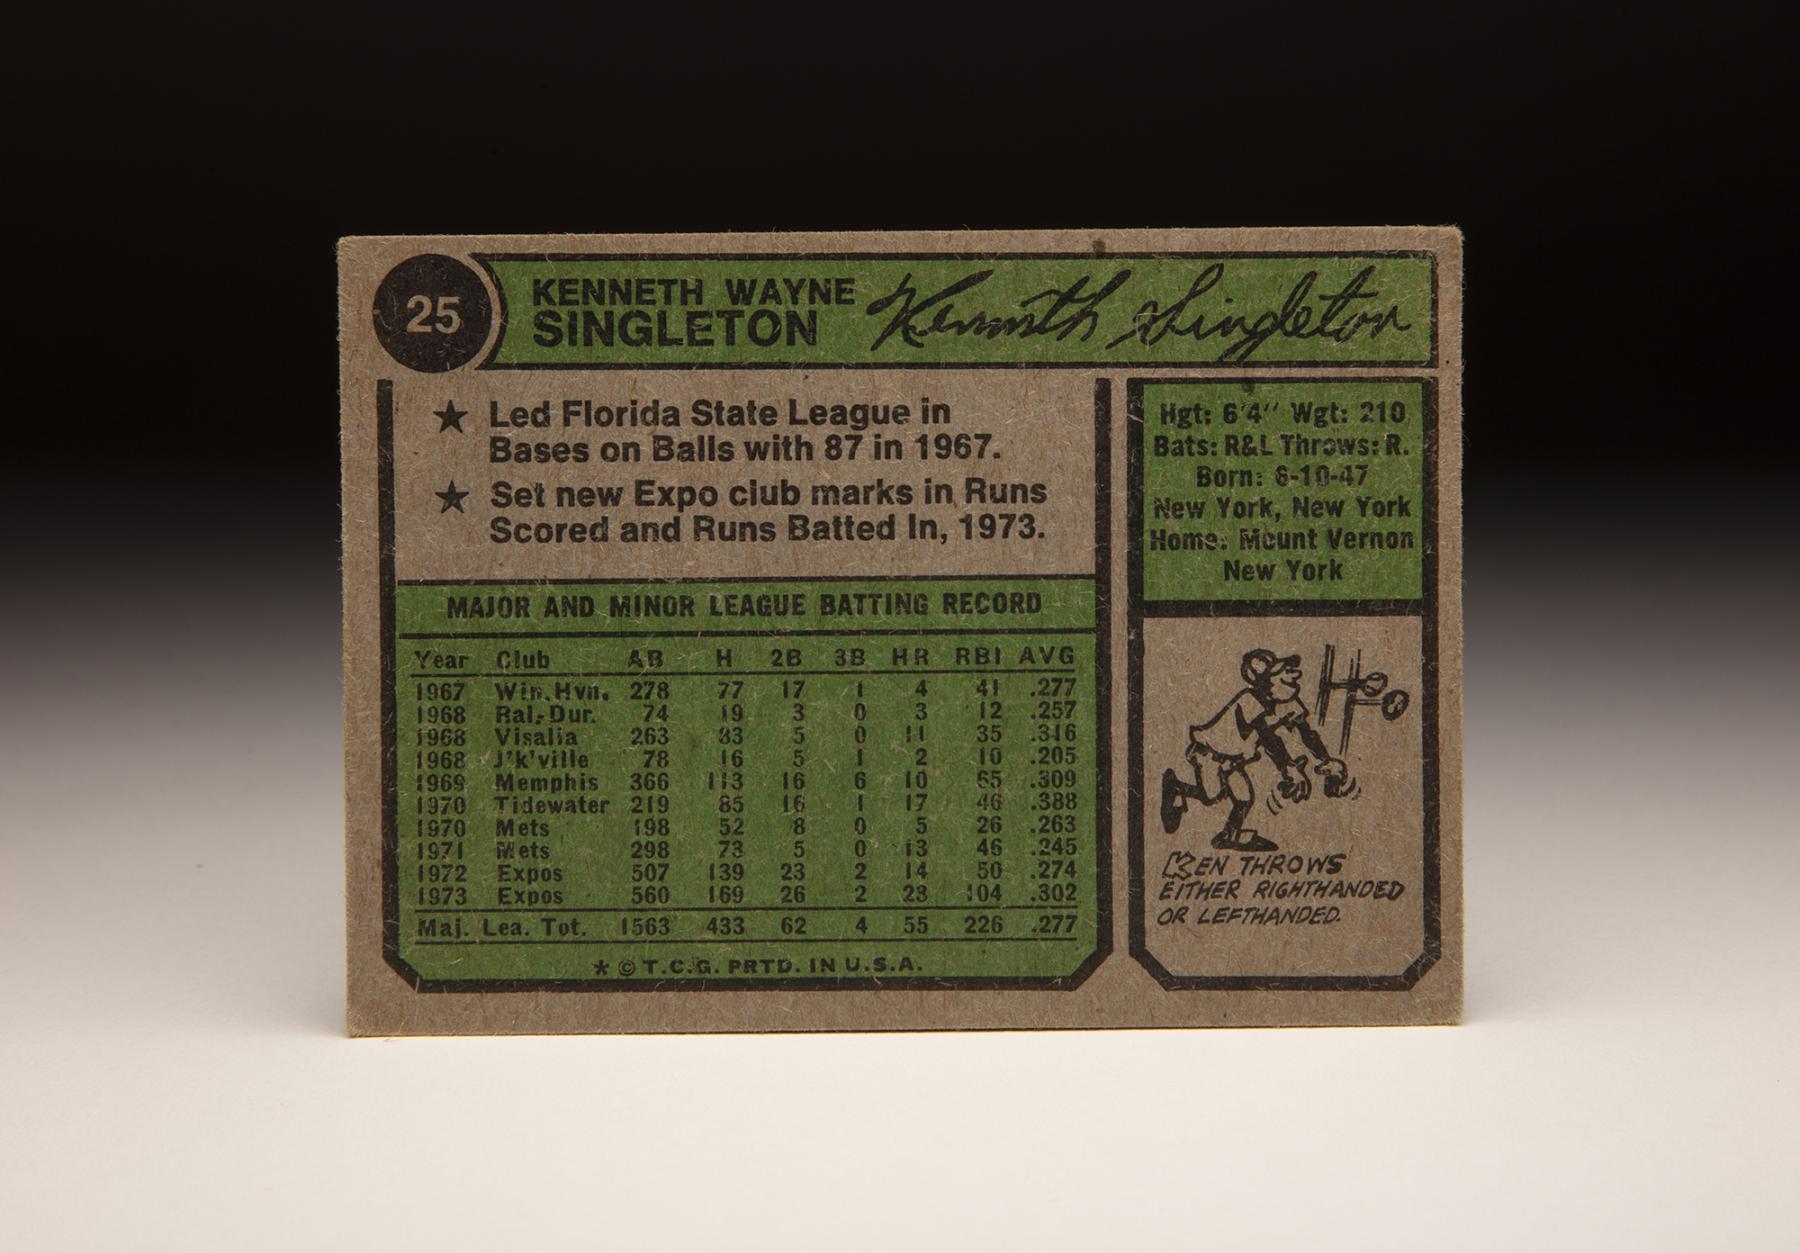 25
KENNETH WAYNE
SINGLETON
Kenneth Singleton
★ Led Florida State League in
Bases on Balls with 87 in 1967.
★ Set new Expo club marks in Runs
Scored and Runs Batted In, 1973.
MAJOR AND MINOR LEAGUE BATTING RECORD
Year Club AB H 2B 3B HR RBI AVG
1967 Win. Hvn. 278 77 17 1 4 41 .277
1968 Ral.-Dur. 74 19 3 0 3 12 .257
1968 Visalia 263 83 5 0 11 35 .316
1968 J'k'ville 78 16 5 1 2 10 .205
1969 Memphis 366 113 16 6 10 65 .309
1970 Tidewater 219 85 16 1 17 46 .388
1970 Mets 198 52 8 0 5 26 .263
1971 Mets 298 73 5 0 13 46 .245
1972 Expos 507 139 23 2 14 50 .274
1973 Expos 560 169 26 2 23 104 .302
Maj. Lea. Tot. 1563 433 62 4 55 226 .277
* © T.C.G. PRTD. IN U.S.A.
Hgt: 6'4" Wgt: 210
Bats: R&L Throws: R.
Born: 6-10-47
New York, New York
Home: Mount Vernon
New York
KEN THROWS
EITHER RIGHTHANDED
OR LEFTHANDED.